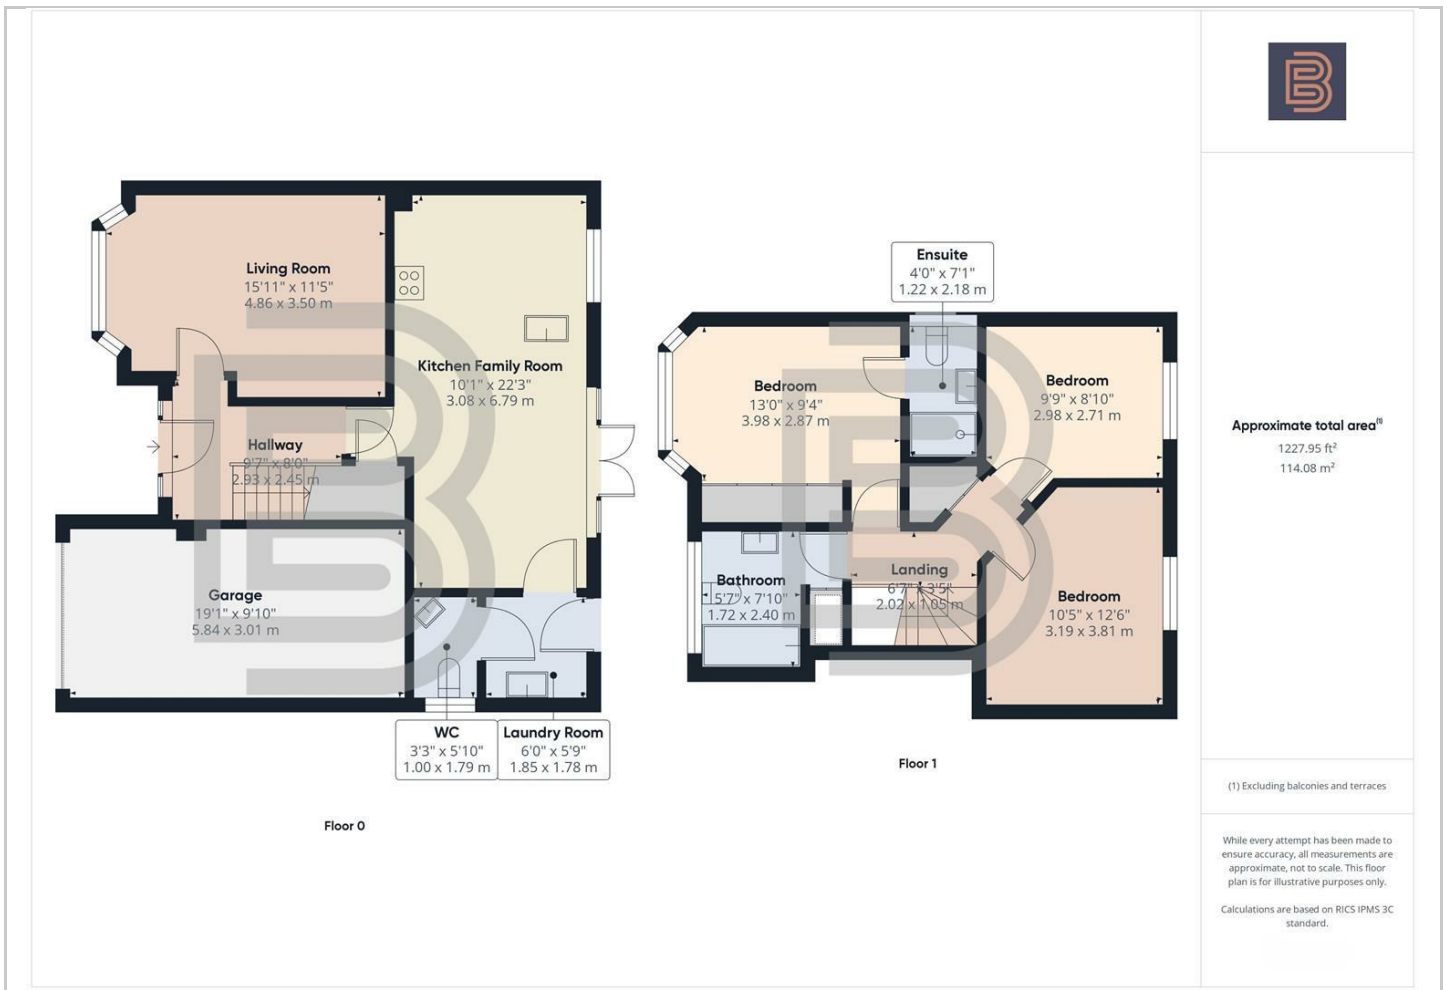 Living Room
15'11" x 11'5"
4.86 x 3.50 m
Kitchen Family Room
10'1" x 22'3"
3.08 x 6.79 m
Hallway
9'7" x 8'0"
2.93 x 2.45 m
Garage
19'1" x 9'10"
5.84 x 3.01 m
WC
3'3" x 5'10"
1.00 x 1.79 m
Laundry Room
6'0" x 5'9"
1.85 x 1.78 m
Floor 0
Ensuite
4'0" x 7'1"
1.22 x 2.18 m
Bedroom
13'0" x 9'4"
3.98 x 2.87 m
Bedroom
9'9" x 8'10"
2.98 x 2.71 m
Bathroom
5'7" x 7'10"
1.72 x 2.40 m
Landing
6'7" x 3'5"
2.02 x 1.05 m
Bedroom
10'5" x 12'6"
3.19 x 3.81 m
Floor 1
B
Approximate total area(1)
1227.95 ft²
114.08 m²
(1) Excluding balconies and terraces
While every attempt has been made to
ensure accuracy, all measurements are
approximate, not to scale. This floor
plan is for illustrative purposes only.
Calculations are based on RICS IPMS 3C
standard.